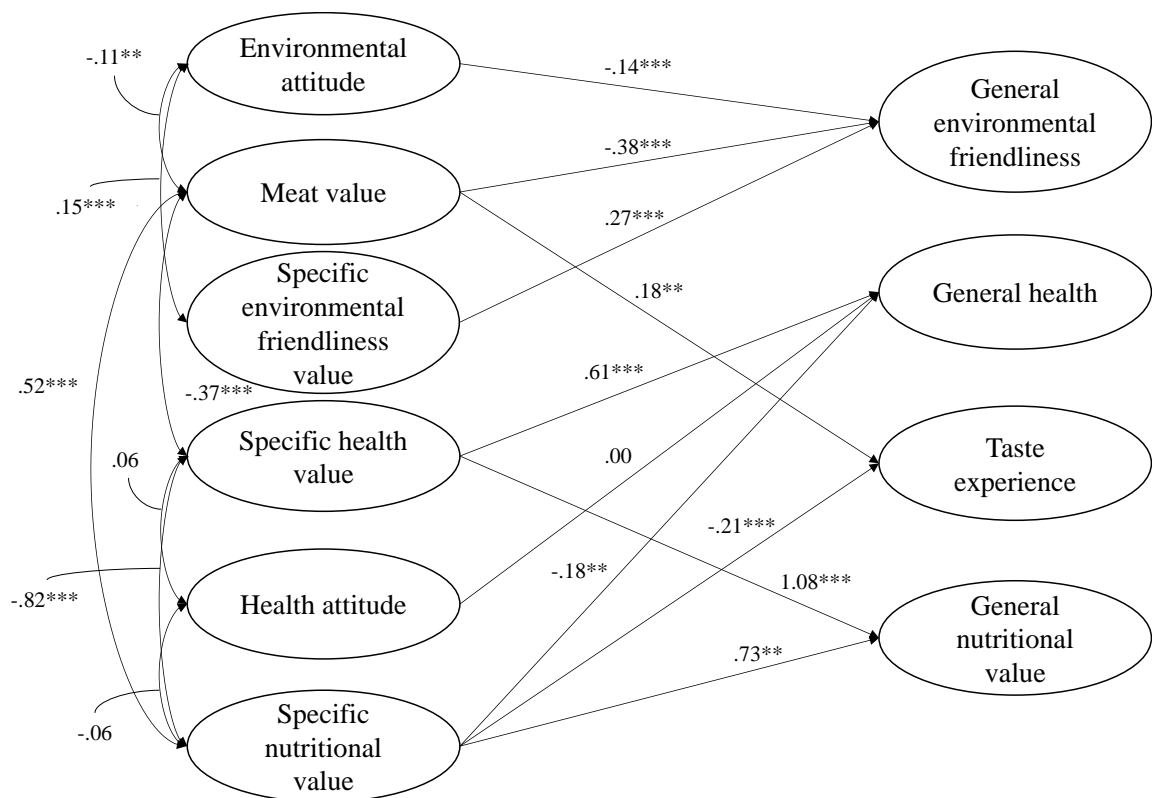 -.11**
Environmental
attitude
-.14***
General
environmental
friendliness
-.38***
.15***
Meat value
.27***
Specific
environmental
friendliness
value
.18**
General health
.52***
-.37***
.61***
Specific health
value
.06
.00
Taste
experience
-.21***
-.18**
1.08***
-.82***
Health attitude
General
nutritional
value
.73**
-.06
Specific
nutritional
value